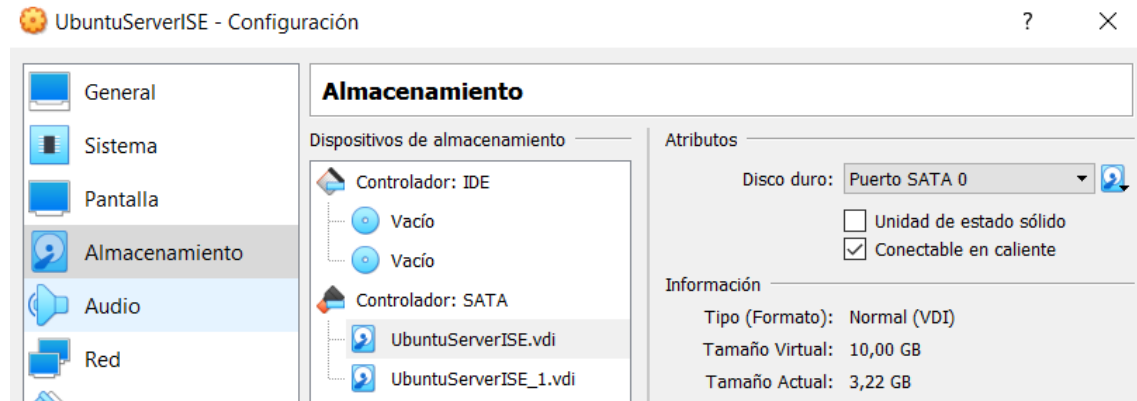 UbuntuServerISE - Configuración ?
General
Sistema
Pantalla
Almacenamiento
Audio
Red
Almacenamiento
Dispositivos de almacenamiento
Controlador: IDE
Vacío
Vacío
Controlador: SATA
UbuntuServerISE.vdi
UbuntuServerISE_1.vdi
Atributos
Disco duro: Puerto SATA 0
Unidad de estado sólido
Conectable en caliente
Información
Tipo (Formato): Normal (VDI)
Tamaño Virtual: 10,00 GB
Tamaño Actual: 3,22 GB